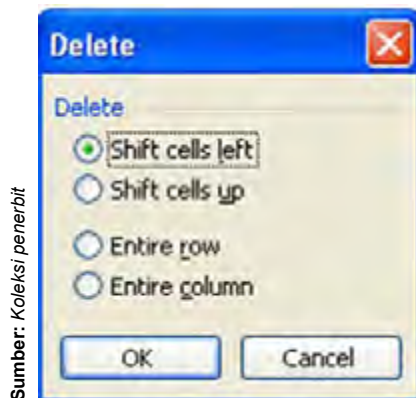 Delete
Delete
Shift cells left
Shift cells up
Entire row
Entire column
OK
Cancel
Sumber: Koleksi penerbit